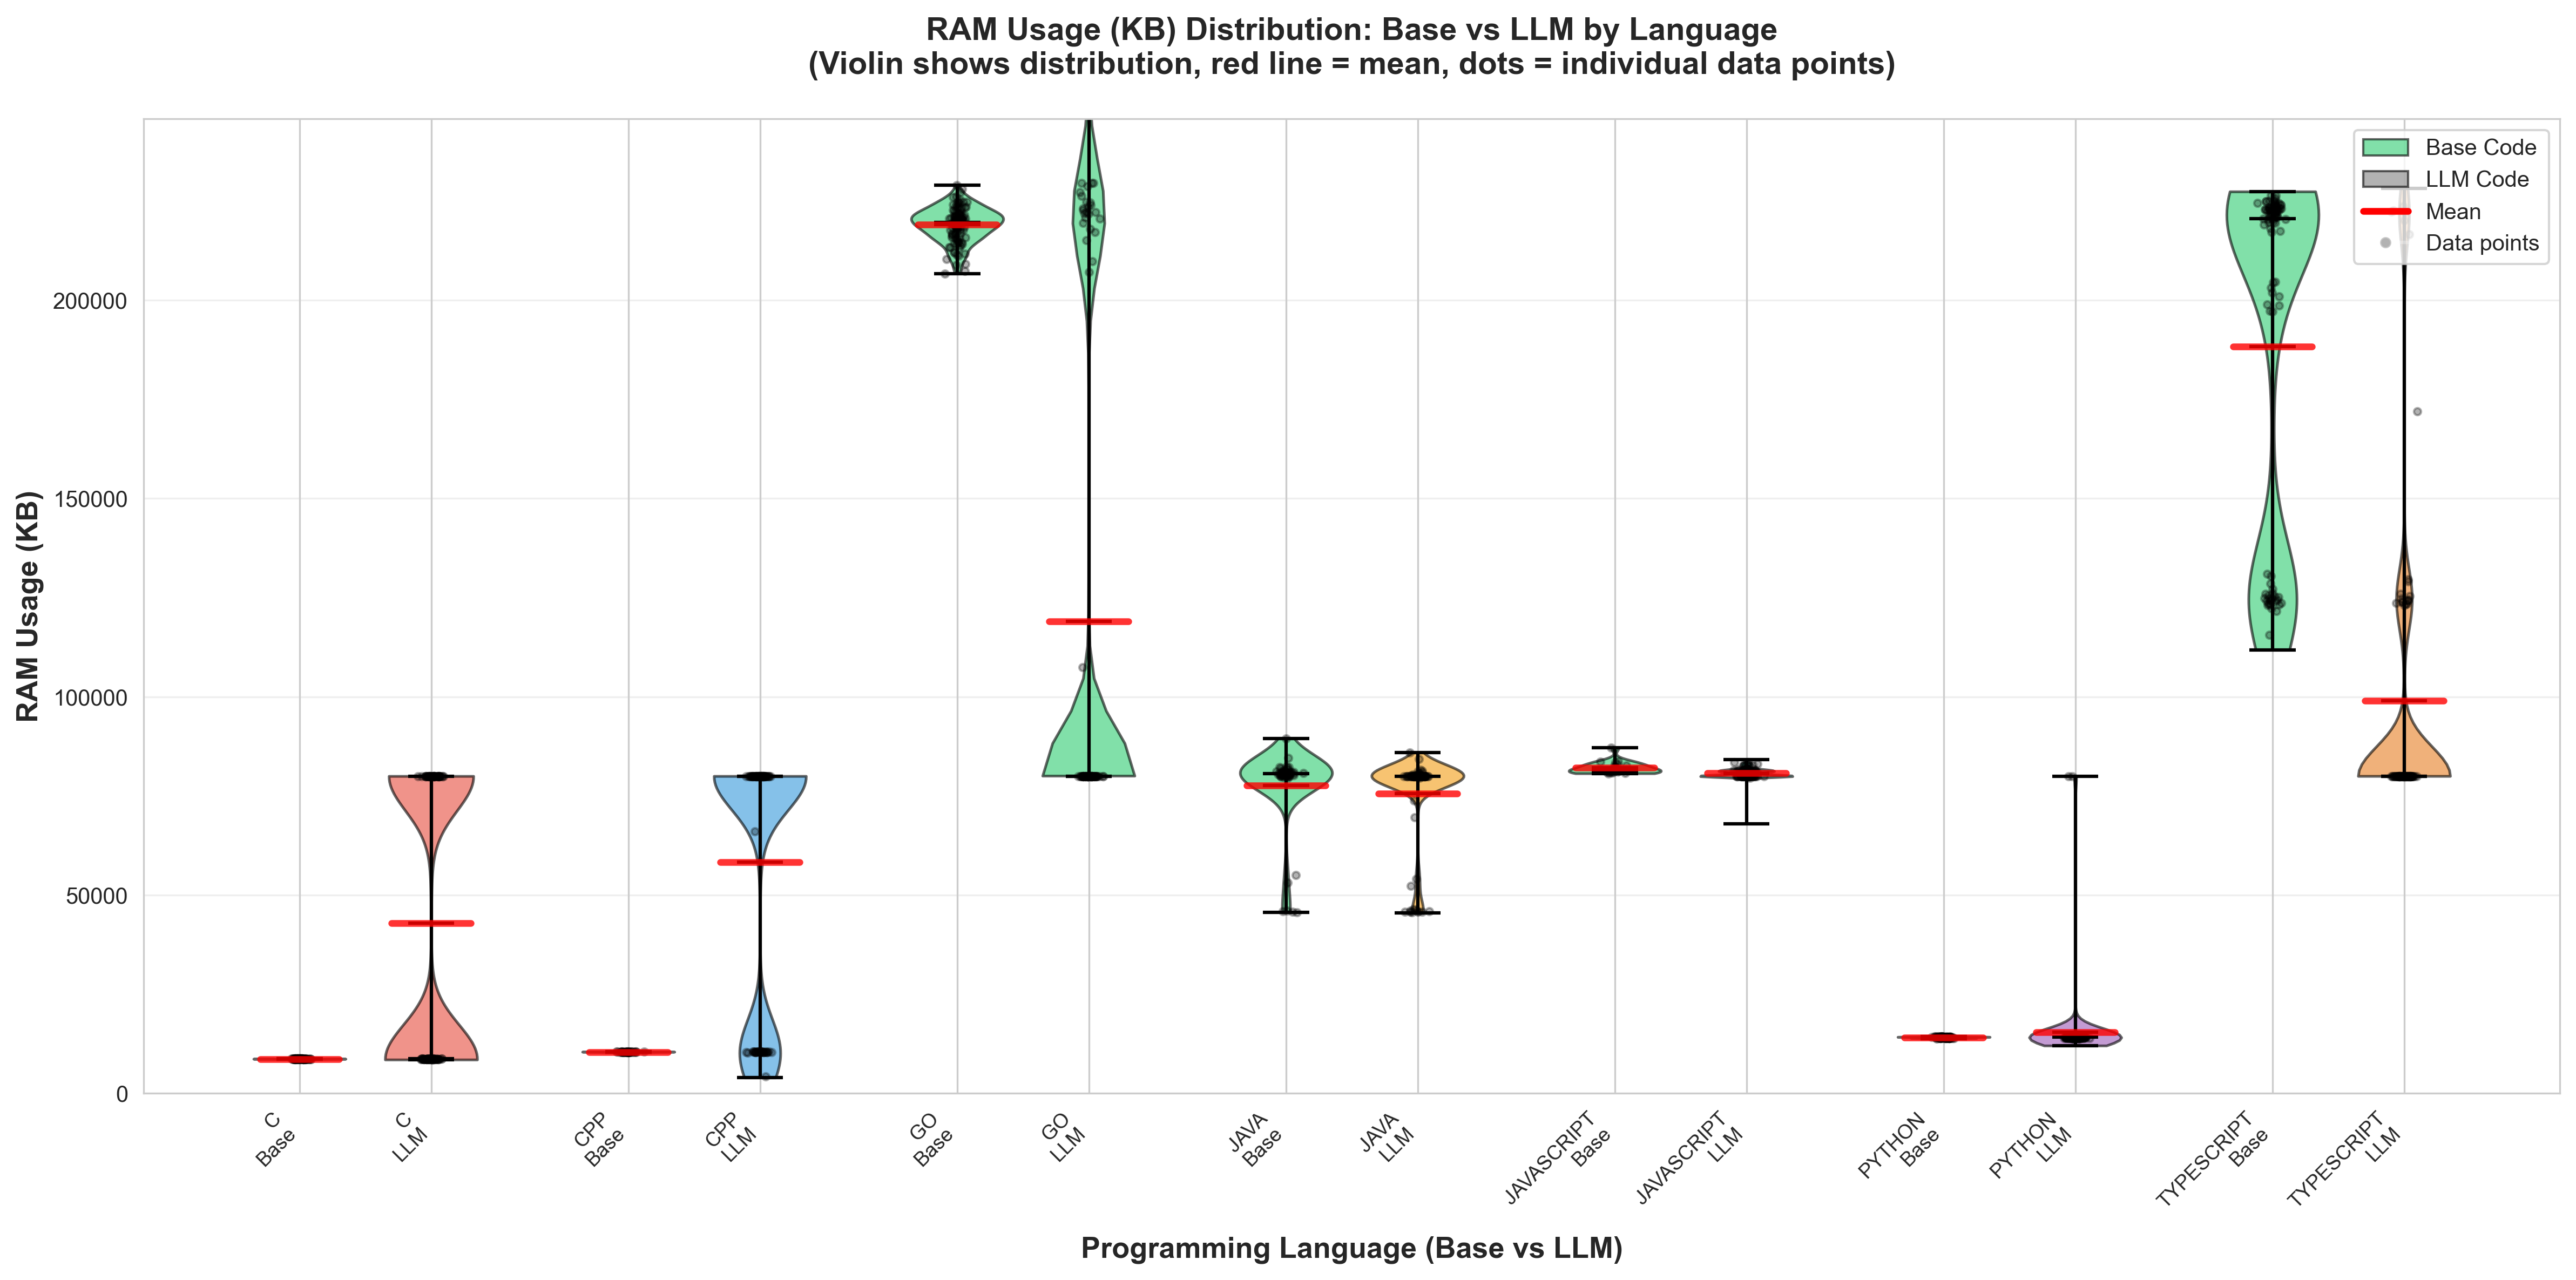 RAM Usage (KB) Distribution: Base vs LLM by Language
(Violin shows distribution, red line = mean, dots = individual data points)
Base Code
LLM Code
Mean
Data points
RAM Usage (KB)
200000
150000
100000
50000
0
C
Base
C
LLM
CPP
Base
CPP
LLM
GO
Base
GO
LLM
JAVA
Base
JAVA
LLM
JAVASCRIPT
Base
JAVASCRIPT
LLM
PYTHON
Base
PYTHON
LLM
TYPESCRIPT
Base
TYPESCRIPT
LLM
Programming Language (Base vs LLM)